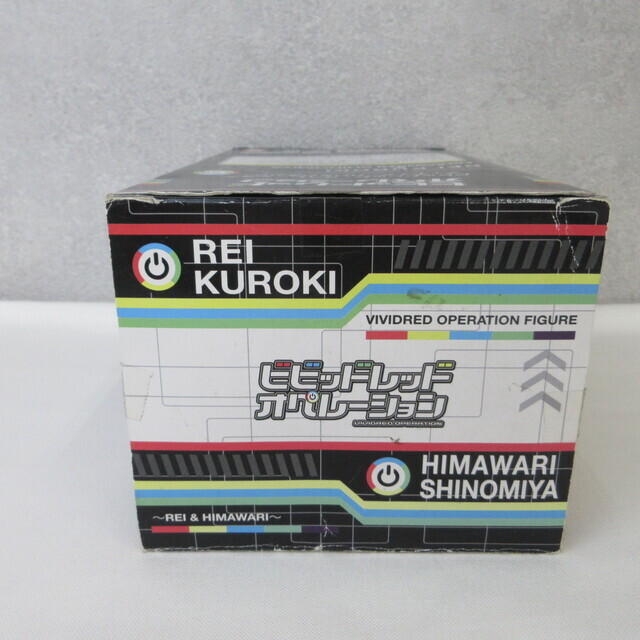 REI
KUROKI
VIVIDRED OPERATION FIGURE
ビビッドレッド
オペレーション
VIVIDRED OPERATION
HIMAWARI
SHINOMIYA
～REI & HIMAWARI～